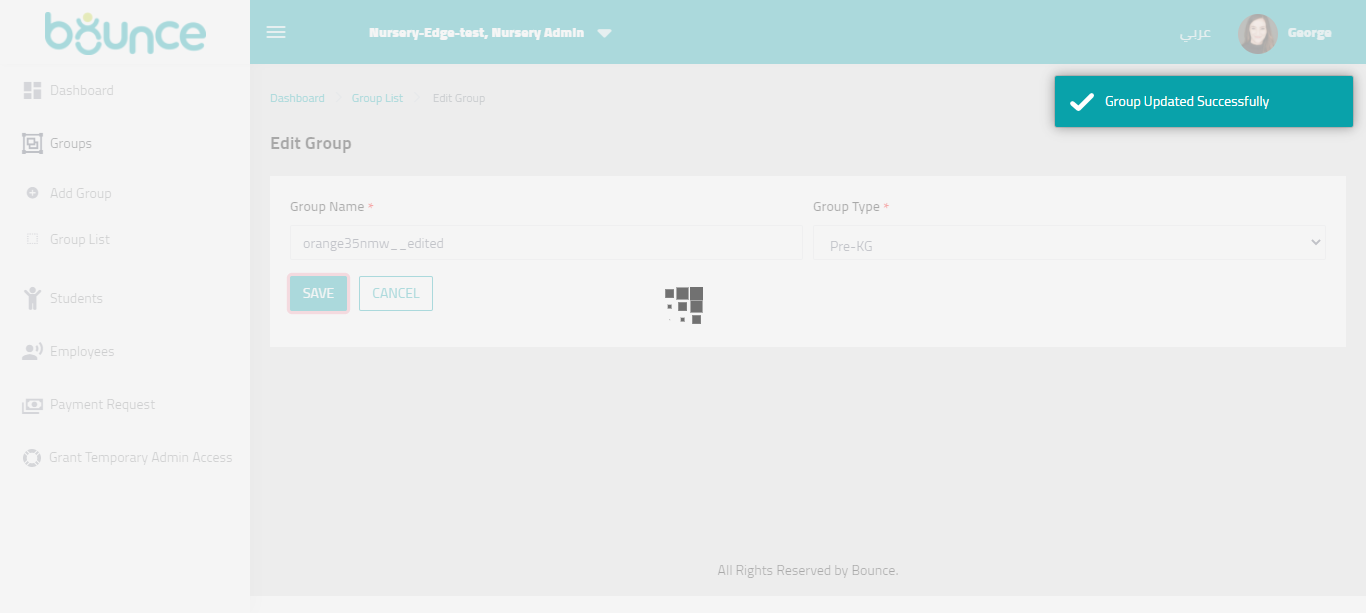 bounce
Nursery-Edge-test, Nursery Admin
عربي
George
Dashboard
Groups
Add Group
Group List
Students
Employees
Payment Request
Grant Temporary Admin Access
Dashboard
Group List
Edit Group
Group Updated Successfully
Edit Group
Group Name *
Group Type *
orange35nmw__edited
Pre-KG
SAVE
CANCEL
All Rights Reserved by Bounce.